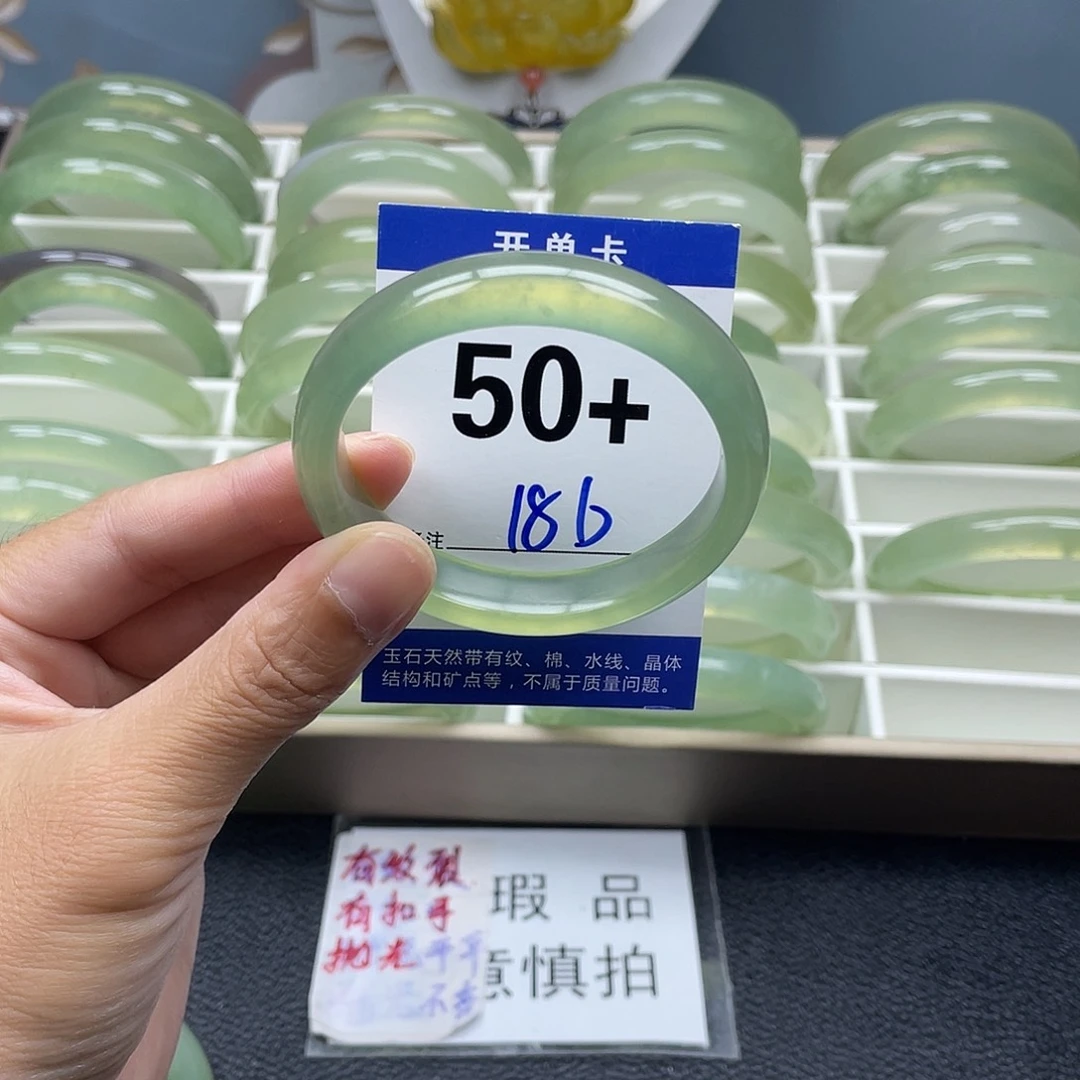 开单卡
50+
注 18b
玉石天然带有纹、棉、水线、晶体
结构和矿点等，不属于质量问题。
有纹裂
有扣手
抛光
瑕品
意慎拍